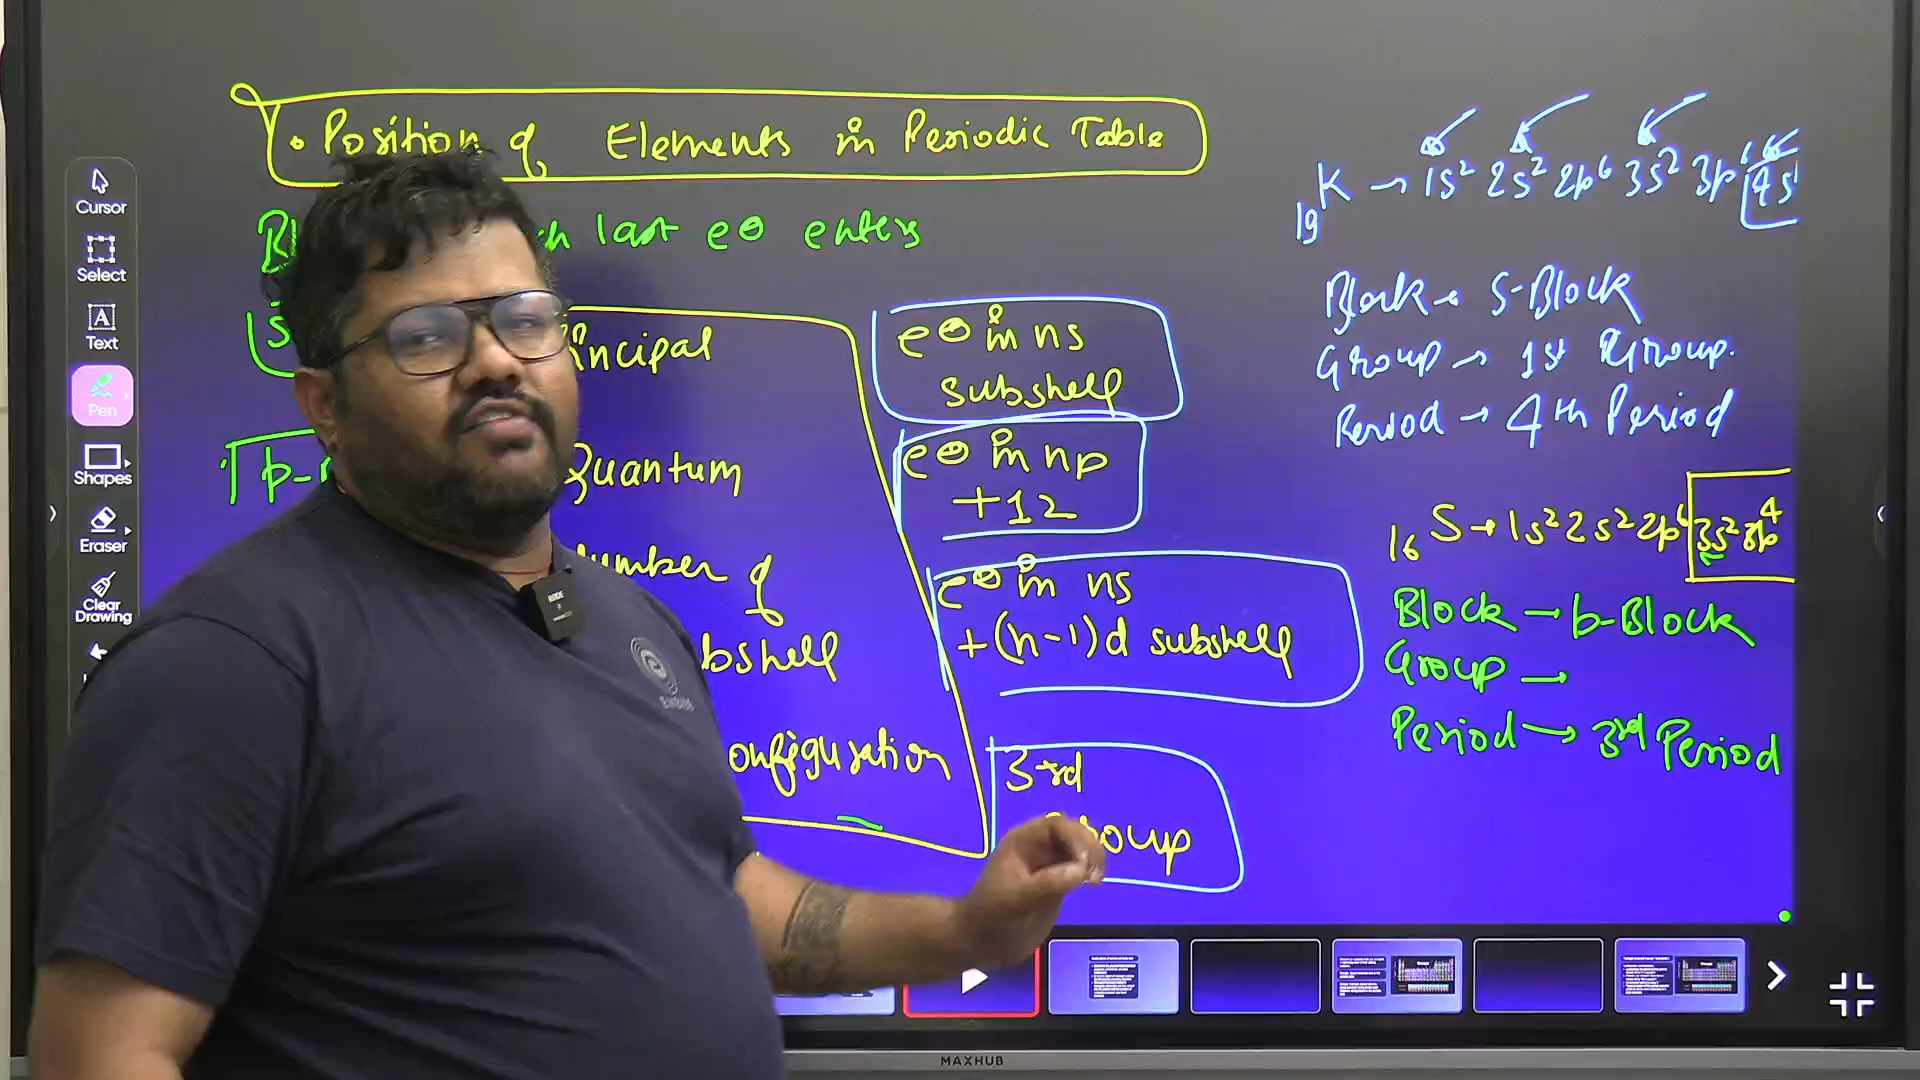 • Position of Elements in Periodic Table
last e⊖ enters
ncipal
Quantum
umber of
bshell
onfiguration
e⊖ in ns
subshell
e⊖ in np
+12
e⊖ in ns
+(n-1)d subshell
3rd
Group
19K → 1s² 2s² 2p⁶ 3s² 3p⁶ 4s¹
Block → S-Block
Group → 1st Group.
Period → 4th Period
16S → 1s² 2s² 2p⁶ 3s² 3p⁴
Block → p-Block
Group →
Period → 3rd Period
Cursor
Select
Text
Pen
Shapes
Eraser
Clear
Drawing
MAXHUB